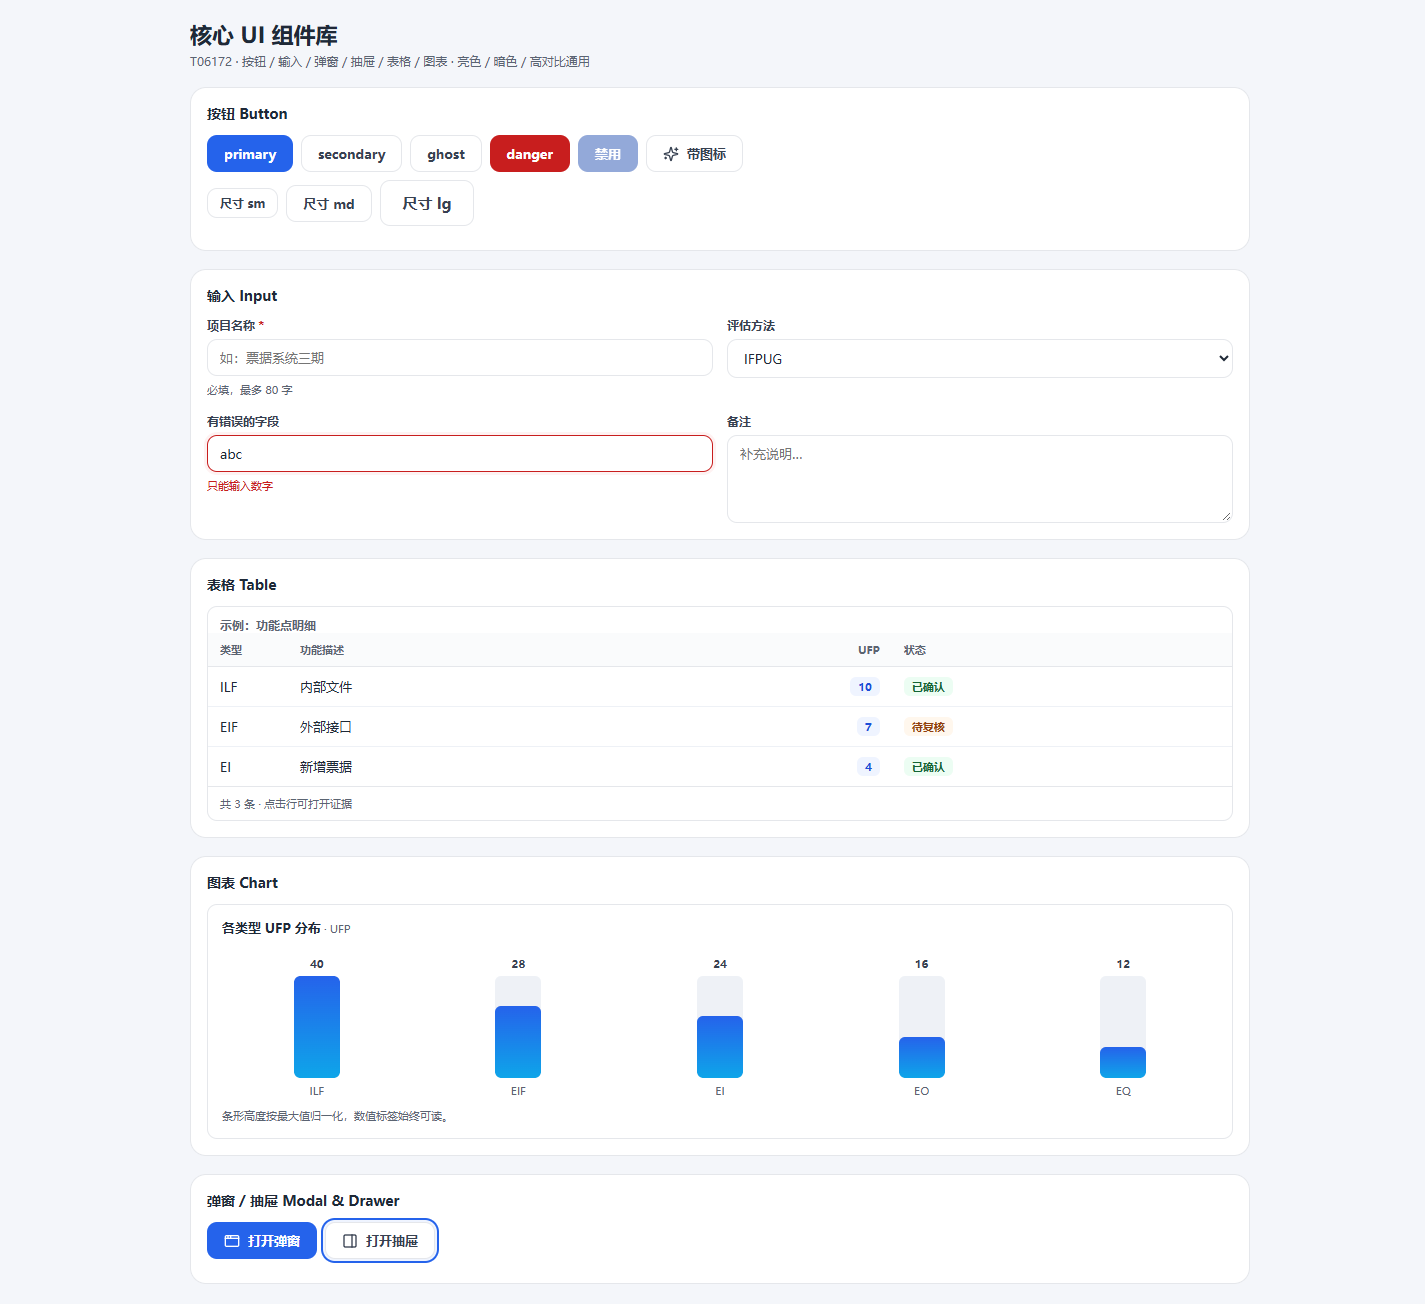 核心 UI 组件库
T06172 · 按钮 / 输入 / 弹窗 / 抽屉 / 表格 / 图表 · 亮色 / 暗色 / 高对比通用
按钮 Button
primary secondary ghost danger 禁用 带图标
尺寸 sm 尺寸 md 尺寸 lg
输入 Input
项目名称 * 评估方法
如：票据系统三期 IFPUG
必填，最多 80 字
有错误的字段 备注
abc 补充说明...
只能输入数字
表格 Table
示例：功能点明细
类型 功能描述 UFP 状态
ILF 内部文件 10 已确认
EIF 外部接口 7 待复核
EI 新增票据 4 已确认
共 3 条 · 点击行可打开证据
图表 Chart
各类型 UFP 分布 · UFP
40 28 24 16 12
ILF EIF EI EO EQ
条形高度按最大值归一化，数值标签始终可读。
弹窗 / 抽屉 Modal & Drawer
打开弹窗 打开抽屉